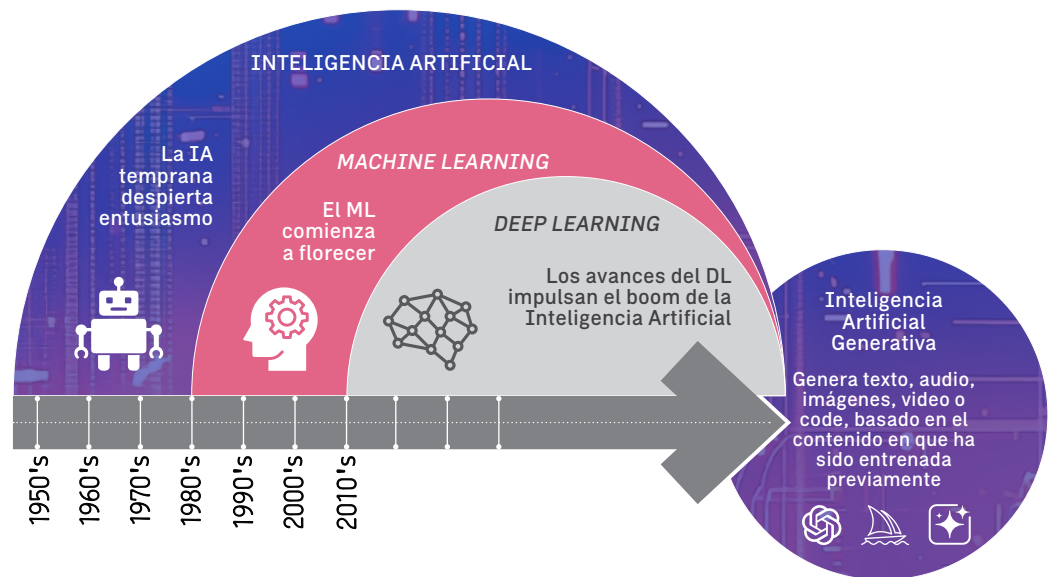 INTELIGENCIA ARTIFICIAL
La IA
temprana
despierta
entusiasmo
MACHINE LEARNING
El ML
comienza
a florecer
DEEP LEARNING
Los avances del DL
impulsan el boom de la
Inteligencia Artificial
Inteligencia
Artificial
Generativa
Genera texto, audio,
imágenes, video o
code, basado en el
contenido en que ha
sido entrenada
previamente
1950's
1960's
1970's
1980's
1990's
2000's
2010's